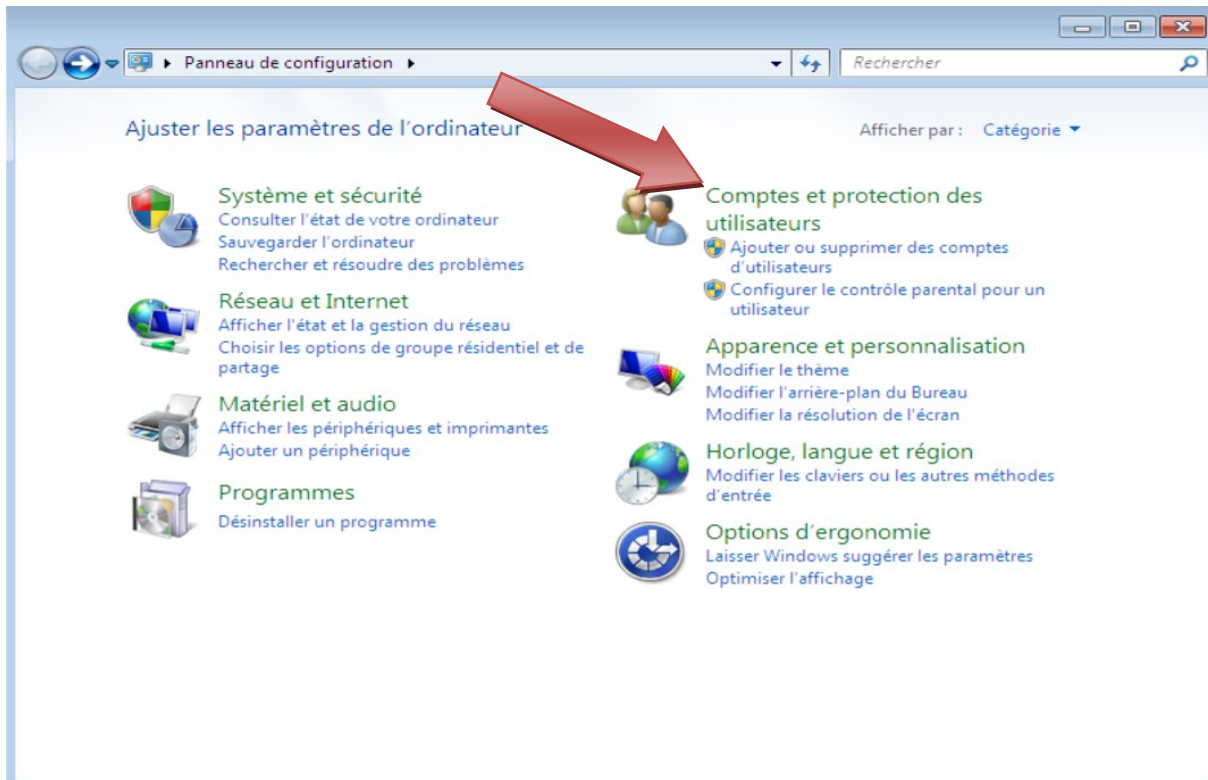 Panneau de configuration
Rechercher
Ajuster les paramètres de l'ordinateur
Afficher par : Catégorie
Système et sécurité
Consulter l'état de votre ordinateur
Sauvegarder l'ordinateur
Rechercher et résoudre des problèmes
Réseau et Internet
Afficher l'état et la gestion du réseau
Choisir les options de groupe résidentiel et de
partage
Matériel et audio
Afficher les périphériques et imprimantes
Ajouter un périphérique
Programmes
Désinstaller un programme
Comptes et protection des
utilisateurs
Ajouter ou supprimer des comptes
d'utilisateurs
Configurer le contrôle parental pour un
utilisateur
Apparence et personnalisation
Modifier le thème
Modifier l'arrière-plan du Bureau
Modifier la résolution de l'écran
Horloge, langue et région
Modifier les claviers ou les autres méthodes
d'entrée
Options d'ergonomie
Laisser Windows suggérer les paramètres
Optimiser l'affichage